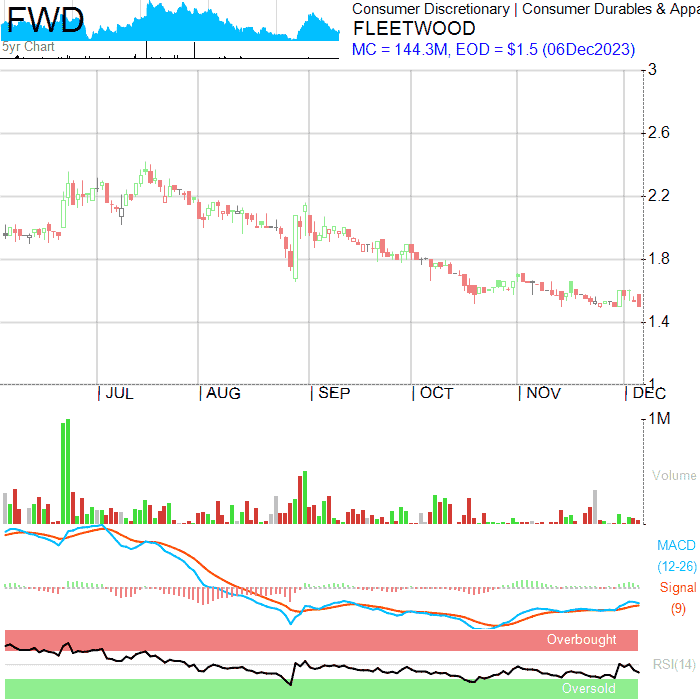 FWD
5yr Chart
Consumer Discretionary | Consumer Durables & Appa
FLEETWOOD
MC = 144.3M, EOD = $1.5 (06Dec2023)
3
2.6
2.2
1.8
1.4
1
| JUL | AUG | SEP | OCT | NOV | DEC
1M
Volume
MACD
(12-26)
Signal
(9)
Overbought
RSI(14)
Oversold